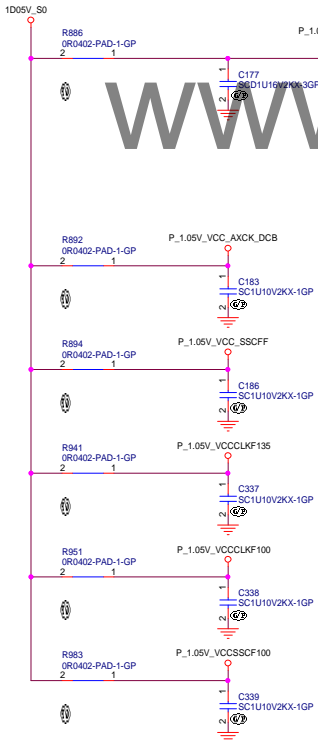 1D05V_S0
R886
0R0402-PAD-1-GP
2 1
P_1.0
1
C177
SCD1U16V2KX-3GP
2
WWW
R892
0R0402-PAD-1-GP
2 1
P_1.05V_VCC_AXCK_DCB
1
C183
SC1U10V2KX-1GP
2
R894
0R0402-PAD-1-GP
2 1
P_1.05V_VCC_SSCFF
1
C186
SC1U10V2KX-1GP
2
R941
0R0402-PAD-1-GP
2 1
P_1.05V_VCCCLKF135
1
C337
SC1U10V2KX-1GP
2
R951
0R0402-PAD-1-GP
2 1
P_1.05V_VCCCLKF100
1
C338
SC1U10V2KX-1GP
2
R983
0R0402-PAD-1-GP
2 1
P_1.05V_VCCSSCF100
1
C339
SC1U10V2KX-1GP
2